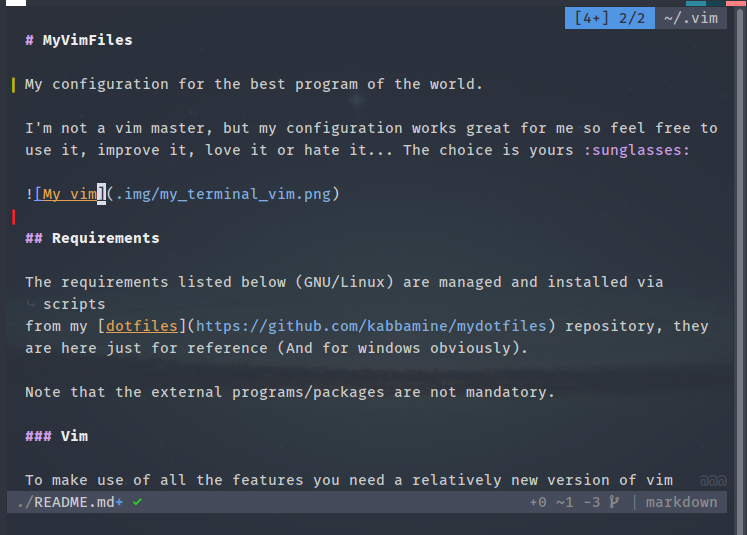 [4+] 2/2 ~/.vim
# MyVimFiles
My configuration for the best program of the world.
I'm not a vim master, but my configuration works great for me so feel free to
use it, improve it, love it or hate it... The choice is yours :sunglasses:
![My vim](.img/my_terminal_vim.png)
## Requirements
The requirements listed below (GNU/Linux) are managed and installed via
↪ scripts
from my [dotfiles](https://github.com/kabbamine/mydotfiles) repository, they
are here just for reference (And for windows obviously).
Note that the external programs/packages are not mandatory.
### Vim
To make use of all the features you need a relatively new version of vim @@@
./README.md+ ✓ +0 ~1 -3 | markdown